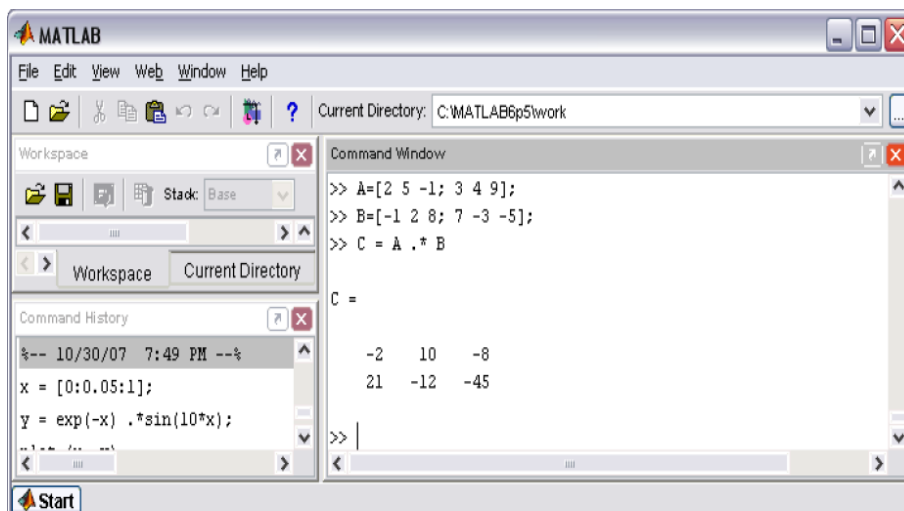 MATLAB
File Edit View Web Window Help
? Current Directory: C:\MATLAB6p5\work ...
Workspace
Stack: Base
Workspace Current Directory
Command History
%-- 10/30/07 7:49 PM --%
x = [0:0.05:1];
y = exp(-x) .*sin(10*x);
Command Window
>> A=[2 5 -1; 3 4 9];
>> B=[-1 2 8; 7 -3 -5];
>> C = A .* B
C =
-2 10 -8
21 -12 -45
>>
Start